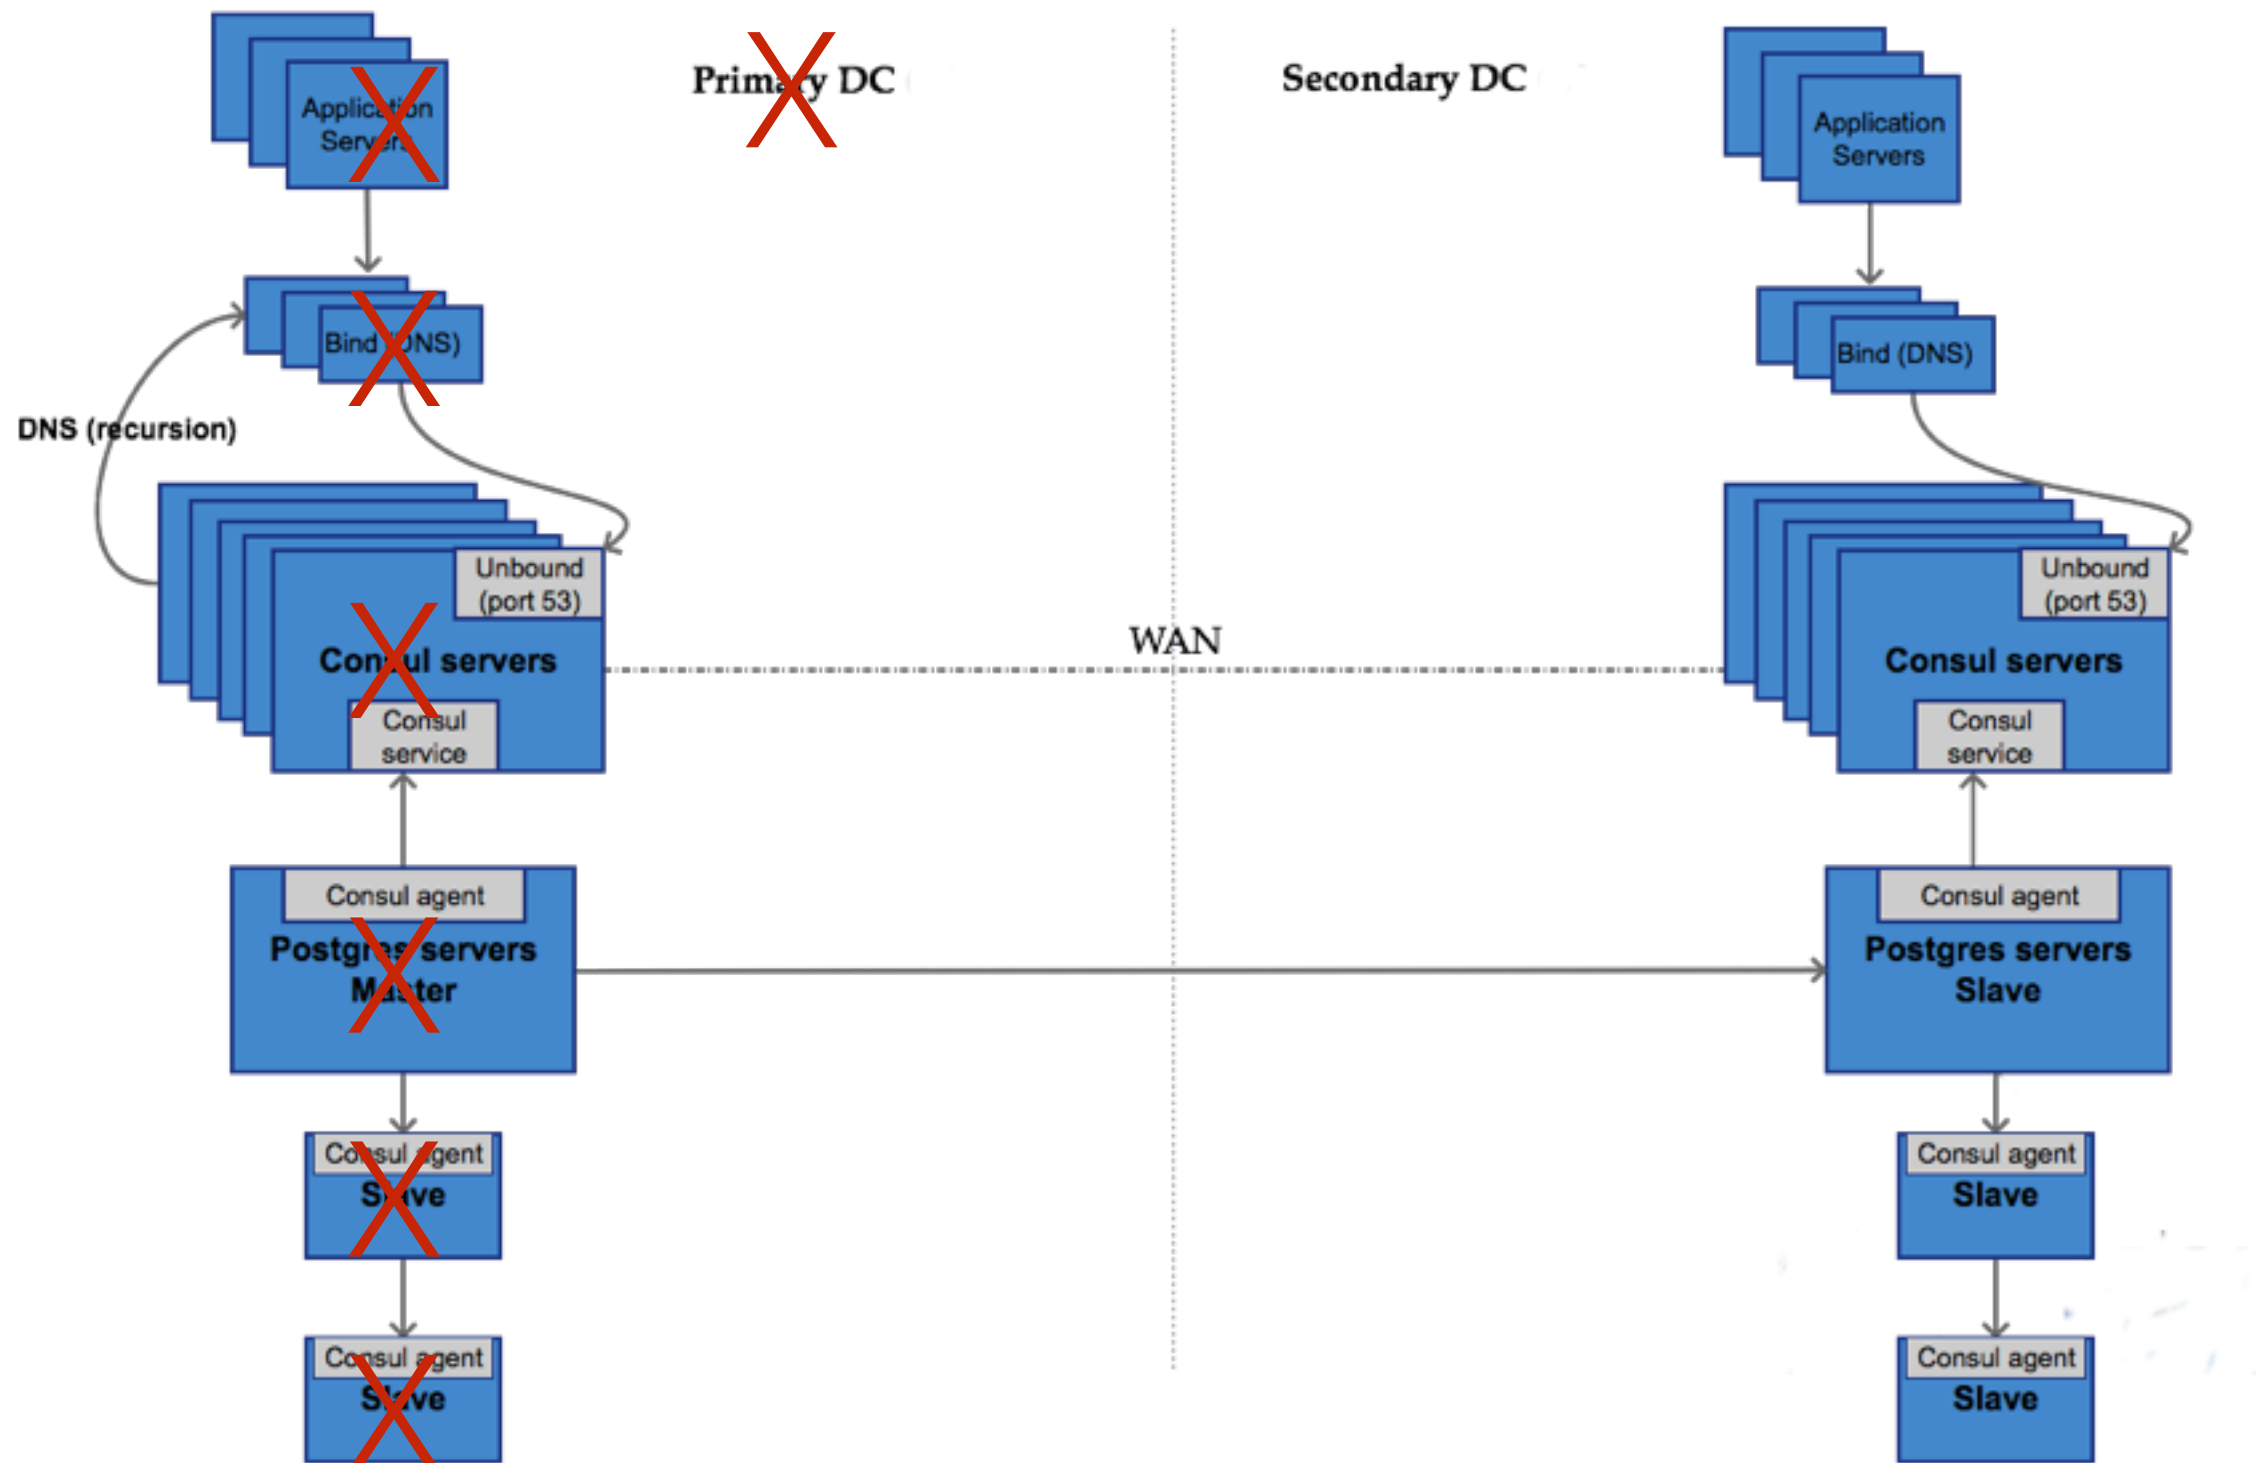 Primary DC
Secondary DC
Application
Servers
Application
Servers
Bind (DNS)
Bind (DNS)
DNS (recursion)
Unbound
(port 53)
Consul servers
Consul
service
WAN
Unbound
(port 53)
Consul servers
Consul
service
Consul agent
Postgres servers
Master
Consul agent
Postgres servers
Slave
Consul agent
Slave
Consul agent
Slave
Consul agent
Slave
Consul agent
Slave